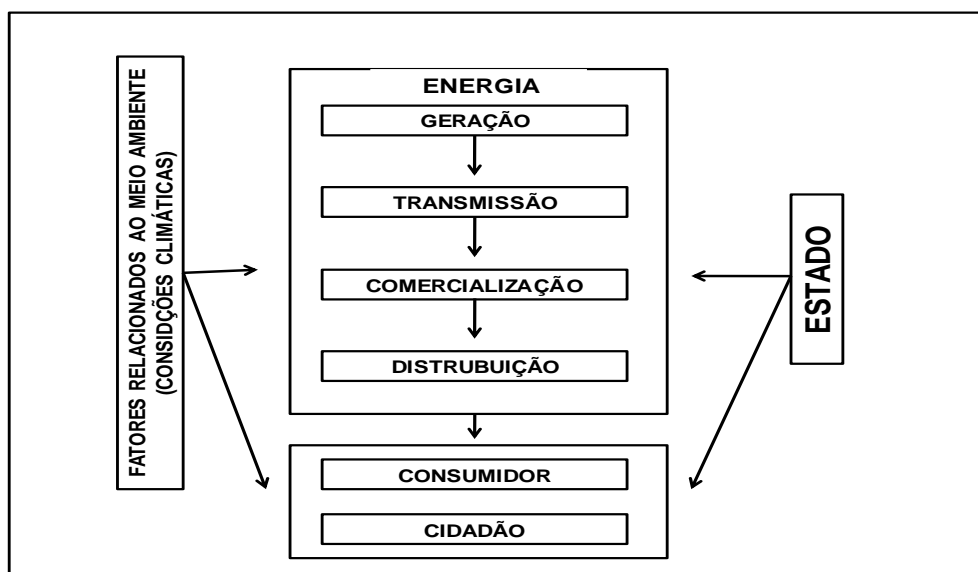 FATORES RELACIONADOS AO MEIO AMBIENTE
(CONSIDÇÕES CLIMÁTICAS)
ENERGIA
GERAÇÃO
TRANSMISSÃO
COMERCIALIZAÇÃO
DISTRUBUIÇÃO
CONSUMIDOR
CIDADÃO
ESTADO